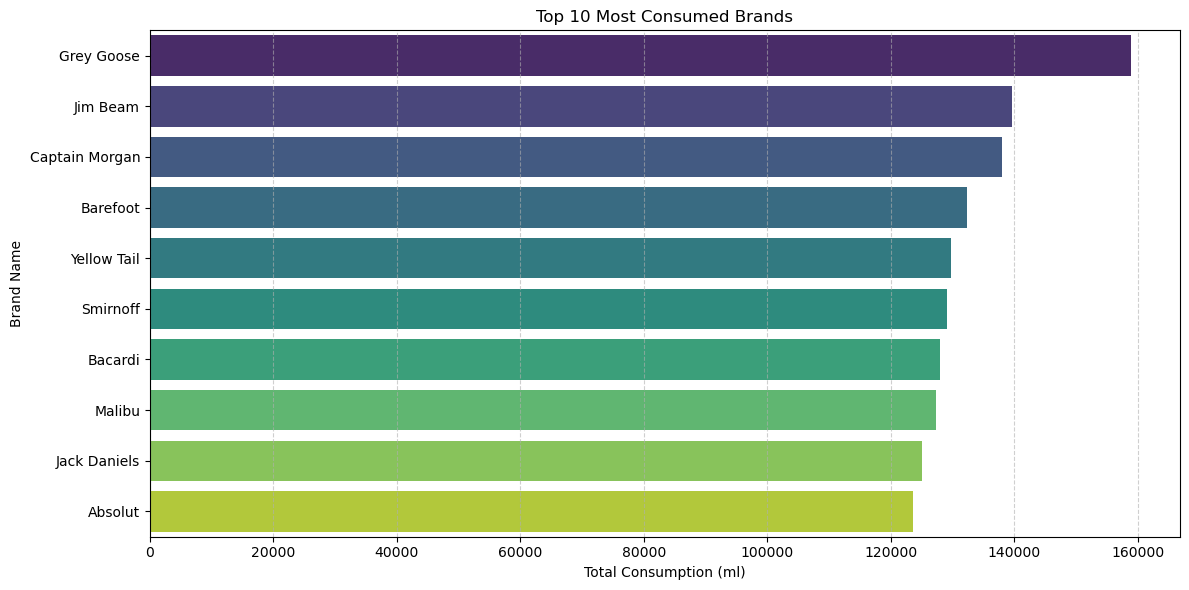 Top 10 Most Consumed Brands
Brand Name
Grey Goose
Jim Beam
Captain Morgan
Barefoot
Yellow Tail
Smirnoff
Bacardi
Malibu
Jack Daniels
Absolut
0 20000 40000 60000 80000 100000 120000 140000 160000
Total Consumption (ml)